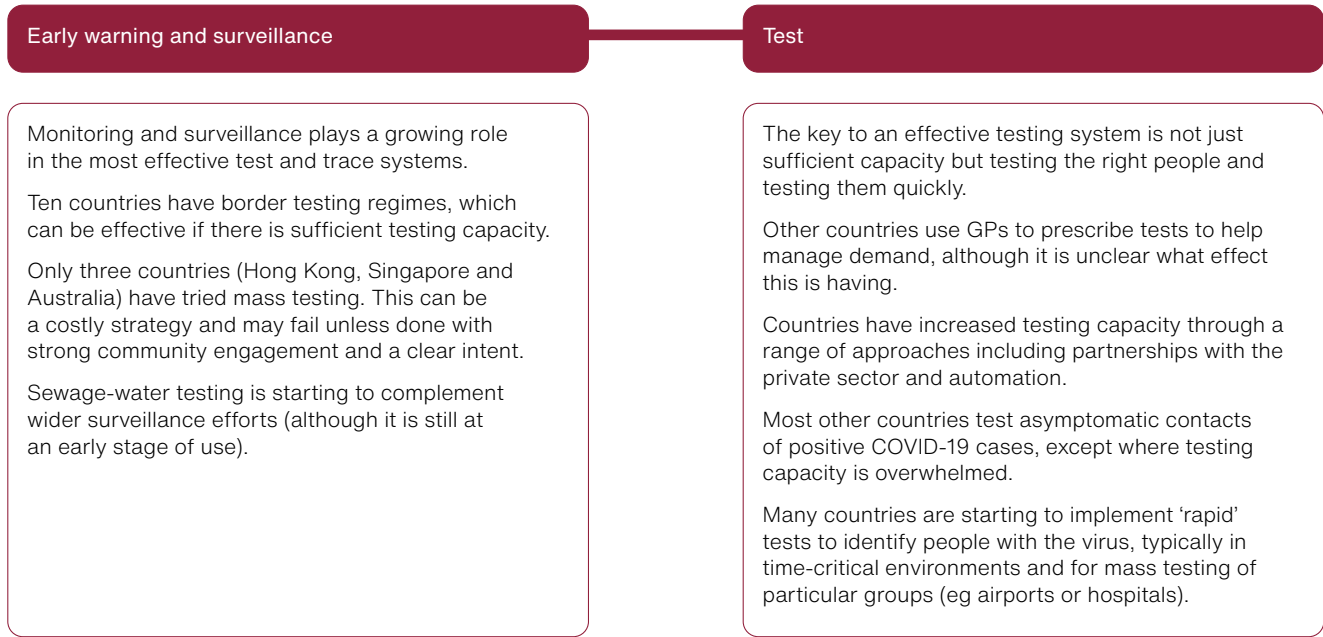 Early warning and surveillance
Monitoring and surveillance plays a growing role
in the most effective test and trace systems.
Ten countries have border testing regimes, which
can be effective if there is sufficient testing capacity.
Only three countries (Hong Kong, Singapore and
Australia) have tried mass testing. This can be
a costly strategy and may fail unless done with
strong community engagement and a clear intent.
Sewage-water testing is starting to complement
wider surveillance efforts (although it is still at
an early stage of use).
Test
The key to an effective testing system is not just
sufficient capacity but testing the right people and
testing them quickly.
Other countries use GPs to prescribe tests to help
manage demand, although it is unclear what effect
this is having.
Countries have increased testing capacity through a
range of approaches including partnerships with the
private sector and automation.
Most other countries test asymptomatic contacts
of positive COVID-19 cases, except where testing
capacity is overwhelmed.
Many countries are starting to implement ‘rapid’
tests to identify people with the virus, typically in
time-critical environments and for mass testing of
particular groups (eg airports or hospitals).